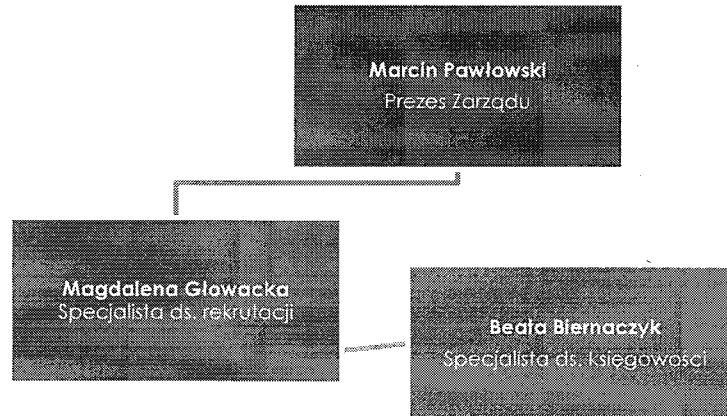 Marcin Pawłowski
Prezes Zarządu
Magdalena Głowacka
Specjalista ds. rekrutacji
Beata Biernaczyk
Specjalista ds. księgowości